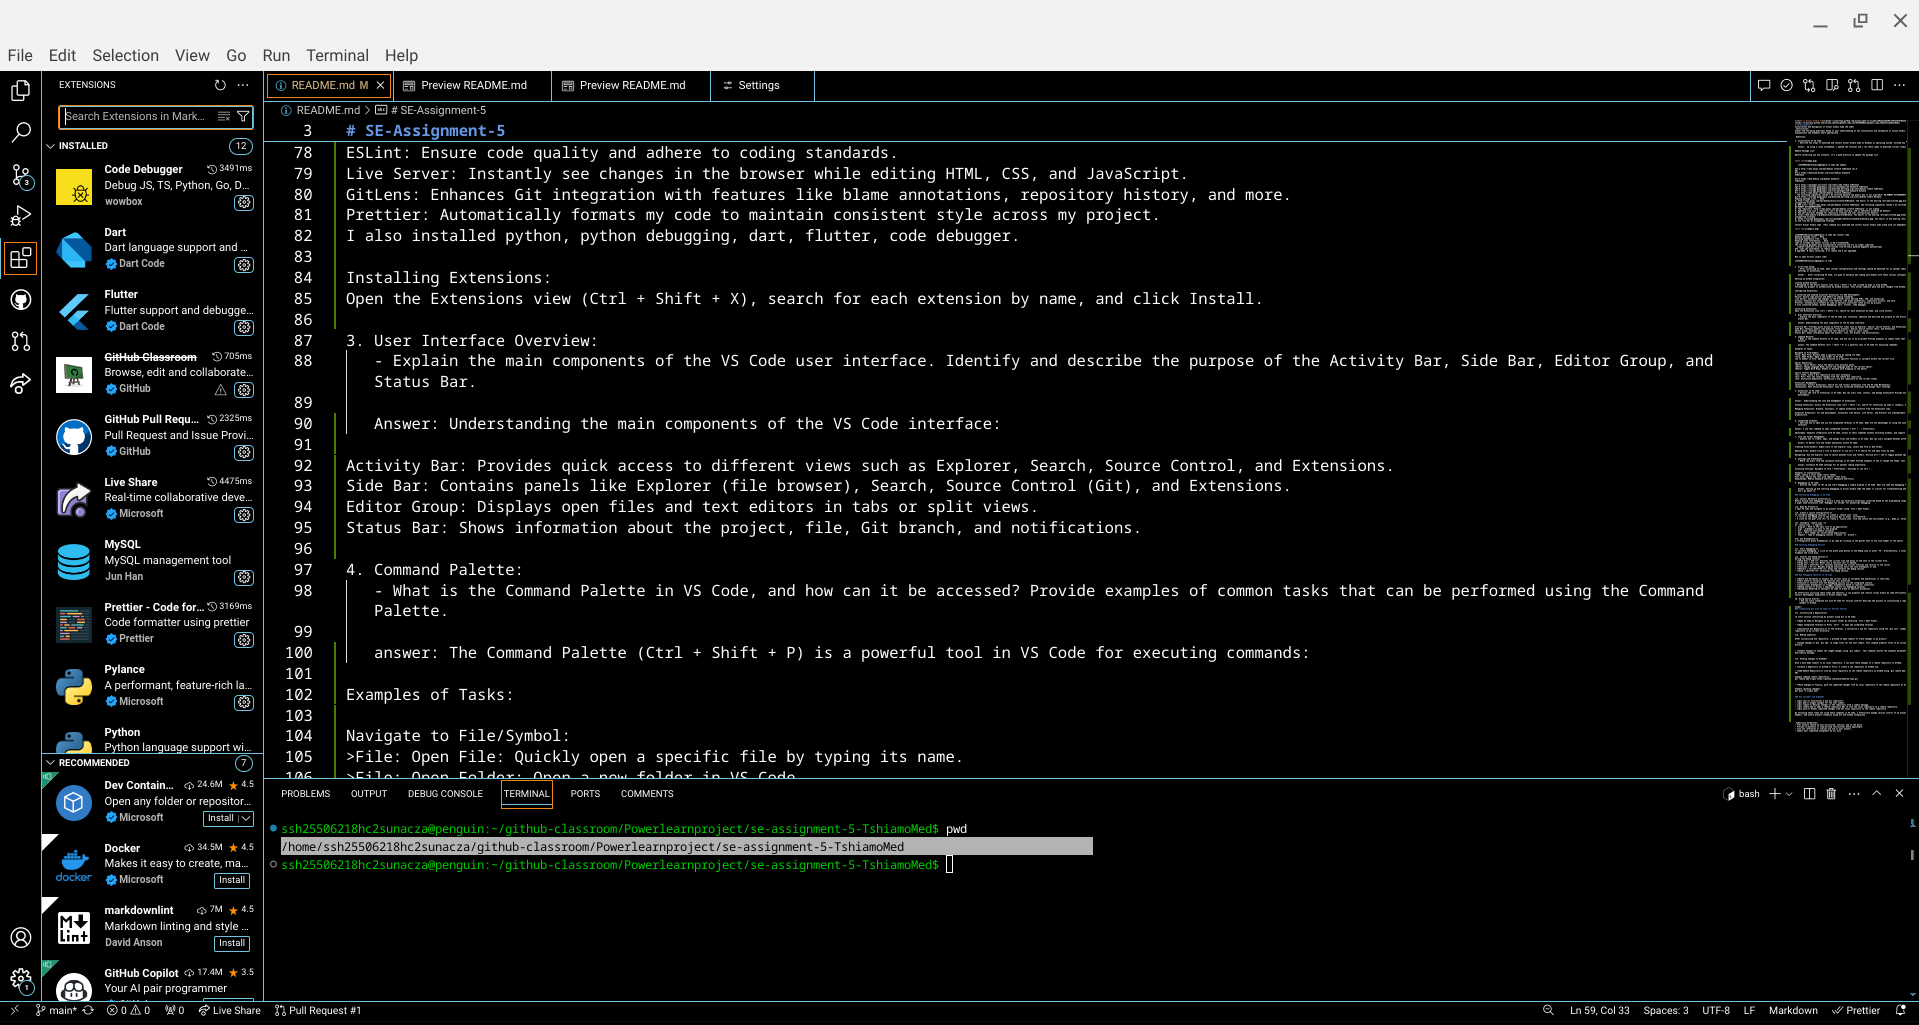 File Edit Selection View Go Run Terminal Help
EXTENSIONS
README.md M
Preview README.md
Preview README.md
Settings
Search Extensions in Mark...
README.md > # SE-Assignment-5
INSTALLED 12
Code Debugger 3491ms
Debug JS, TS, Python, Go, D...
wowbox
Dart
Dart language support and ...
Dart Code
Flutter
Flutter support and debugge...
Dart Code
GitHub Classroom 705ms
Browse, edit and collaborate...
GitHub
GitHub Pull Requ... 2325ms
Pull Request and Issue Provi...
GitHub
Live Share 4475ms
Real-time collaborative deve...
Microsoft
MySQL
MySQL management tool
Jun Han
Prettier - Code for... 3169ms
Code formatter using prettier
Prettier
Pylance
A performant, feature-rich la...
Microsoft
Python
Python language support wi...
RECOMMENDED 7
Dev Contain... 24.6M 4.5
Open any folder or repositor...
Microsoft Install
Docker 34.5M 4.5
Makes it easy to create, ma...
Microsoft Install
docker
markdownlint 7M 4.5
Markdown linting and style ...
David Anson Install
GitHub Copilot 17.4M 3.5
Your AI pair programmer
3 # SE-Assignment-5
78 ESLint: Ensure code quality and adhere to coding standards.
79 Live Server: Instantly see changes in the browser while editing HTML, CSS, and JavaScript.
80 GitLens: Enhances Git integration with features like blame annotations, repository history, and more.
81 Prettier: Automatically formats my code to maintain consistent style across my project.
82 I also installed python, python debugging, dart, flutter, code debugger.
83
84 Installing Extensions:
85 Open the Extensions view (Ctrl + Shift + X), search for each extension by name, and click Install.
86
87 3. User Interface Overview:
88 - Explain the main components of the VS Code user interface. Identify and describe the purpose of the Activity Bar, Side Bar, Editor Group, and
Status Bar.
89
90 Answer: Understanding the main components of the VS Code interface:
91
92 Activity Bar: Provides quick access to different views such as Explorer, Search, Source Control, and Extensions.
93 Side Bar: Contains panels like Explorer (file browser), Search, Source Control (Git), and Extensions.
94 Editor Group: Displays open files and text editors in tabs or split views.
95 Status Bar: Shows information about the project, file, Git branch, and notifications.
96
97 4. Command Palette:
98 - What is the Command Palette in VS Code, and how can it be accessed? Provide examples of common tasks that can be performed using the Command
Palette.
99
100 answer: The Command Palette (Ctrl + Shift + P) is a powerful tool in VS Code for executing commands:
101
102 Examples of Tasks:
103
104 Navigate to File/Symbol:
105 >File: Open File: Quickly open a specific file by typing its name.
106 >File: Open Folder: Open a new folder in VS Code
PROBLEMS OUTPUT DEBUG CONSOLE TERMINAL PORTS COMMENTS
bash
ssh25506218hc2sunacza@penguin:~/github-classroom/Powerlearnproject/se-assignment-5-TshiamoMed$ pwd
/home/ssh25506218hc2sunacza/github-classroom/Powerlearnproject/se-assignment-5-TshiamoMed
ssh25506218hc2sunacza@penguin:~/github-classroom/Powerlearnproject/se-assignment-5-TshiamoMed$
main* 0 0 0 Live Share Pull Request #1
Ln 59, Col 33 Spaces: 3 UTF-8 LF Markdown Prettier